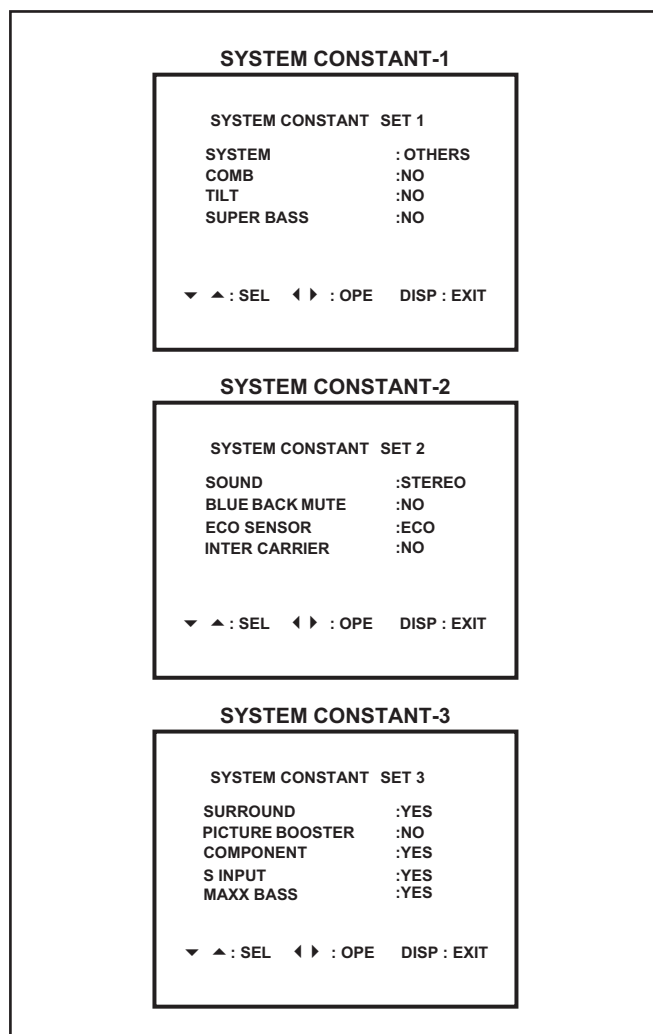 SYSTEM CONSTANT-1
SYSTEM CONSTANT SET 1
SYSTEM : OTHERS
COMB :NO
TILT :NO
SUPER BASS :NO
▼ ▲ : SEL ◀ ▶ : OPE DISP : EXIT
SYSTEM CONSTANT-2
SYSTEM CONSTANT SET 2
SOUND :STEREO
BLUE BACK MUTE :NO
ECO SENSOR :ECO
INTER CARRIER :NO
▼ ▲ : SEL ◀ ▶ : OPE DISP : EXIT
SYSTEM CONSTANT-3
SYSTEM CONSTANT SET 3
SURROUND :YES
PICTURE BOOSTER :NO
COMPONENT :YES
S INPUT :YES
MAXX BASS :YES
▼ ▲ : SEL ◀ ▶ : OPE DISP : EXIT